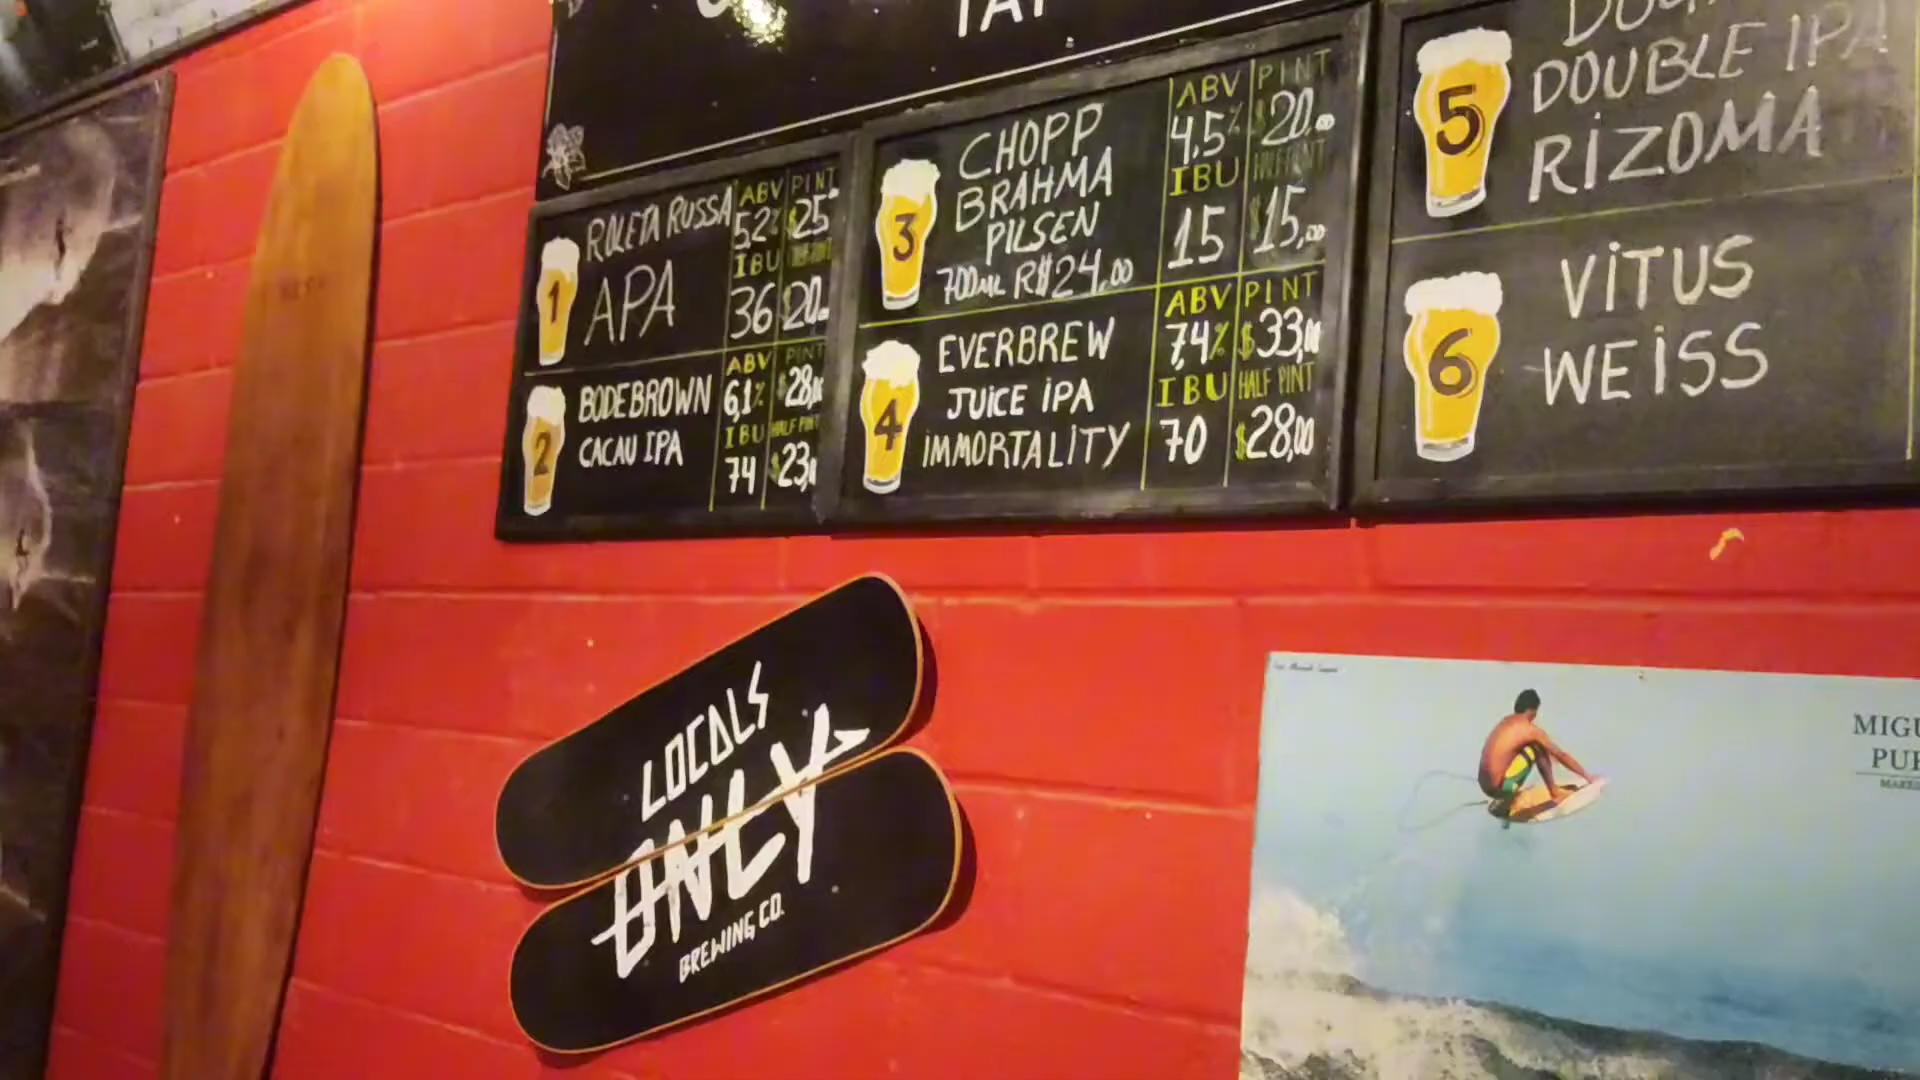 TAP
1
ROLETA RUSSA
APA
ABV
5,2%
IBU
36
PINT
$25
20
2
BODEBROWN
CACAU IPA
ABV
6,1%
IBU
74
PINT
$28,
HALF PINT
$23,
3
CHOPP
BRAHMA
PILSEN
700ML R$24,00
ABV
4,5%
IBU
15
PINT
$20,00
HALF PINT
$15,00
4
EVERBREW
JUICE IPA
IMMORTALITY
ABV
7,4%
IBU
70
PINT
$33,00
HALF PINT
$28,00
5
DOUBLE IPA
RIZOMA
6
VITUS
WEISS
LOCALS
ONLY
BREWING CO.
MIGU
PUP